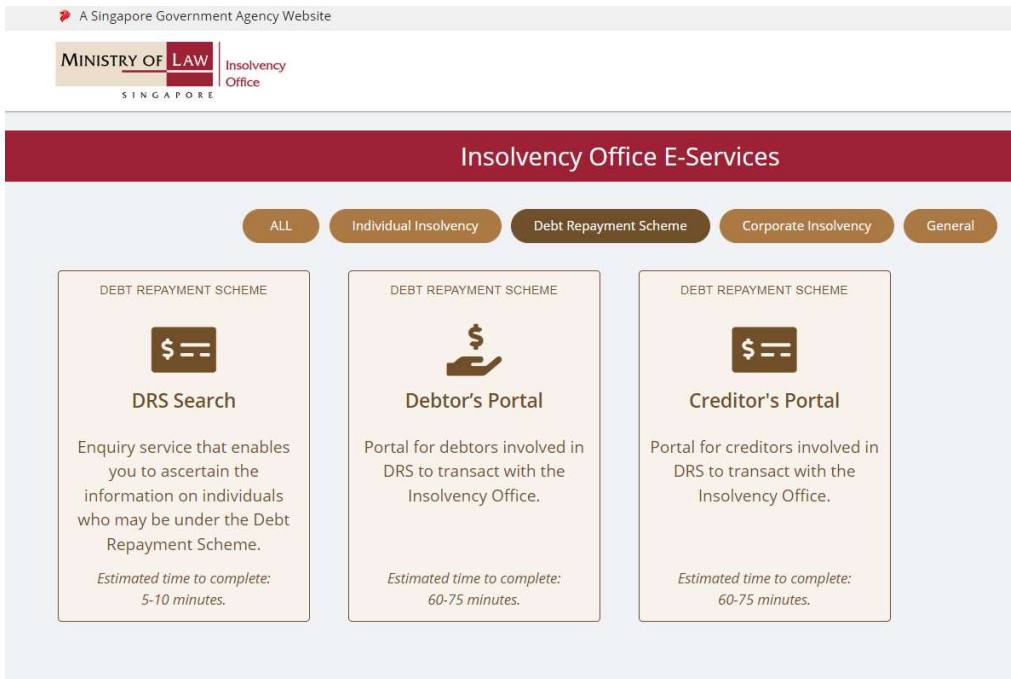 A Singapore Government Agency Website
MINISTRY OF LAW
SINGAPORE
Insolvency
Office
Insolvency Office E-Services
ALL
Individual Insolvency
Debt Repayment Scheme
Corporate Insolvency
General
DEBT REPAYMENT SCHEME
$
DRS Search
Enquiry service that enables
you to ascertain the
information on individuals
who may be under the Debt
Repayment Scheme.
Estimated time to complete:
5-10 minutes.
DEBT REPAYMENT SCHEME
$
Debtor’s Portal
Portal for debtors involved in
DRS to transact with the
Insolvency Office.
Estimated time to complete:
60-75 minutes.
DEBT REPAYMENT SCHEME
$
Creditor's Portal
Portal for creditors involved in
DRS to transact with the
Insolvency Office.
Estimated time to complete:
60-75 minutes.